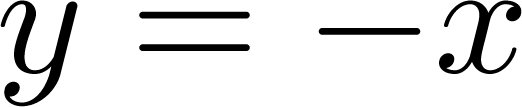 y = −x